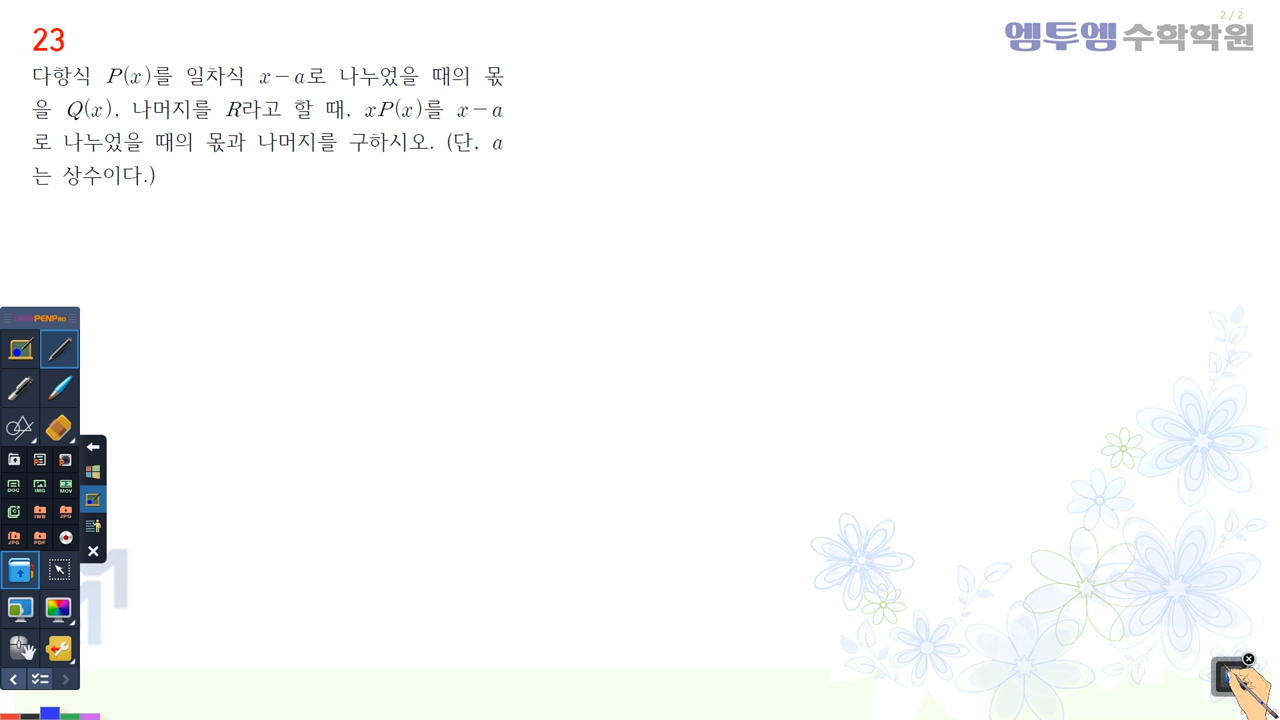 2 / 2
엠투엠 수학학원
23
다항식 P(x)를 일차식 x-a로 나누었을 때의 몫
을 Q(x), 나머지를 R라고 할 때, xP(x)를 x-a
로 나누었을 때의 몫과 나머지를 구하시오. (단, a
는 상수이다.)
PENPRO
DOC IMG MOV
IWB JPG
JPG PDF